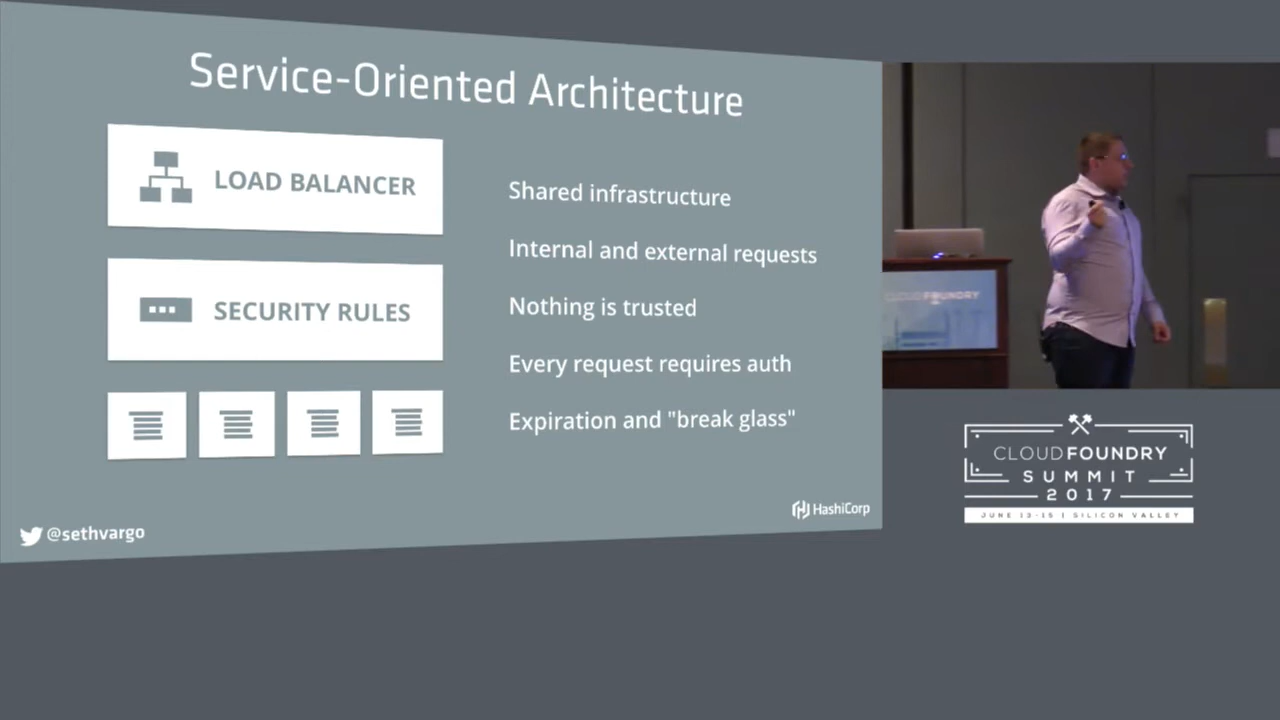 Service-Oriented Architecture
LOAD BALANCER
SECURITY RULES
Shared infrastructure
Internal and external requests
Nothing is trusted
Every request requires auth
Expiration and "break glass"
@sethvargo
HashiCorp
CLOUD FOUNDRY
CLOUDFOUNDRY
SUMMIT
2017
JUNE 13-15 | SILICON VALLEY